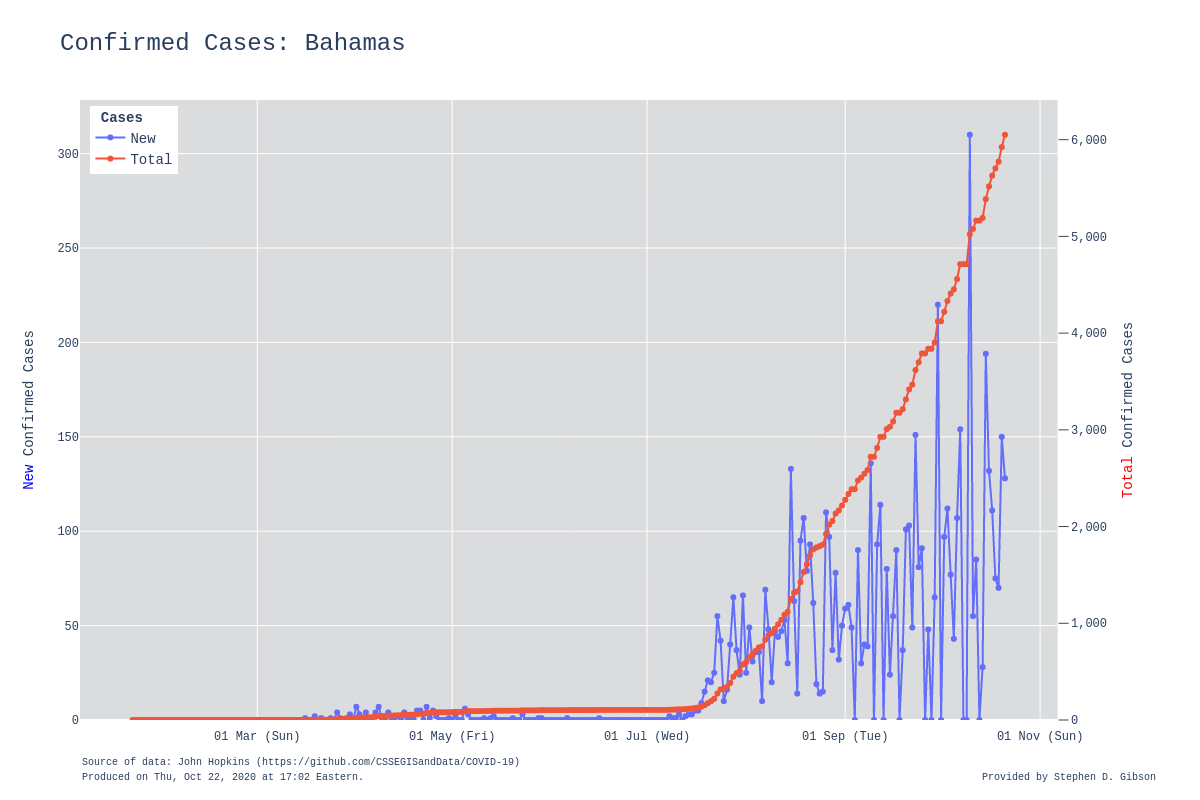 Confirmed Cases: Bahamas
Cases
New
Total
300
250
200
150
100
50
0
6,000
5,000
4,000
3,000
2,000
1,000
0
New Confirmed Cases
Total Confirmed Cases
01 Mar (Sun) 01 May (Fri) 01 Jul (Wed) 01 Sep (Tue) 01 Nov (Sun)
Source of data: John Hopkins (https://github.com/CSSEGISandData/COVID-19)
Produced on Thu, Oct 22, 2020 at 17:02 Eastern.
Provided by Stephen D. Gibson